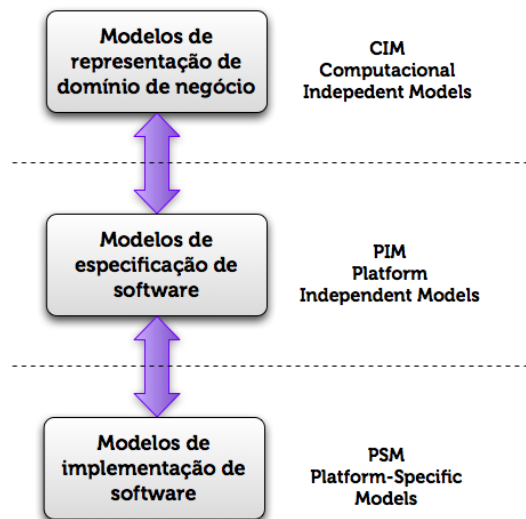 Modelos de
representação de
domínio de negócio
CIM
Computacional
Indepedent Models
Modelos de
especificação de
software
PIM
Platform
Independent Models
Modelos de
implementação de
software
PSM
Platform-Specific
Models